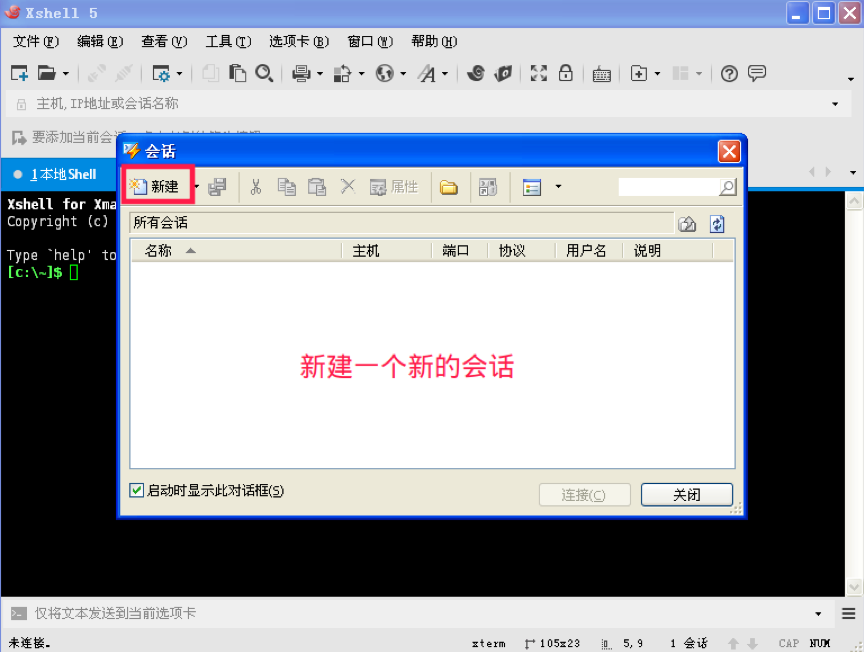 Xshell 5
文件(F) 编辑(E) 查看(V) 工具(T) 选项卡(B) 窗口(W) 帮助(H)
主机,IP地址或会话名称
要添加当前会话
会话
1本地Shell
新建 属性
Xshell for Xma
Copyright (c)
所有会话
名称 主机 端口 协议 用户名 说明
Type `help' to
[c:\~]$
新建一个新的会话
启动时显示此对话框(S)
连接(C) 关闭
仅将文本发送到当前选项卡
未连接。 xterm 105x23 5,9 1 会话 CAP NUM